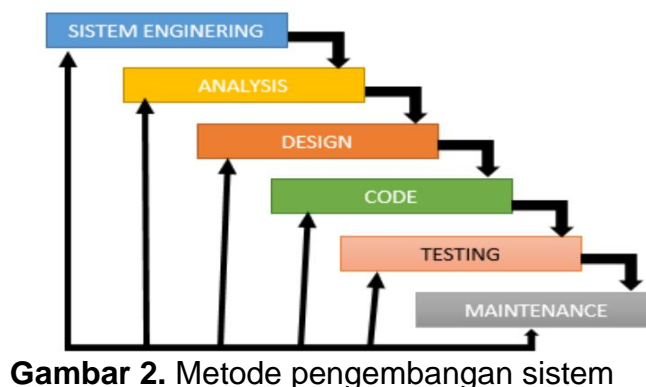 SISTEM ENGINERING
ANALYSIS
DESIGN
CODE
TESTING
MAINTENANCE
Gambar 2. Metode pengembangan sistem